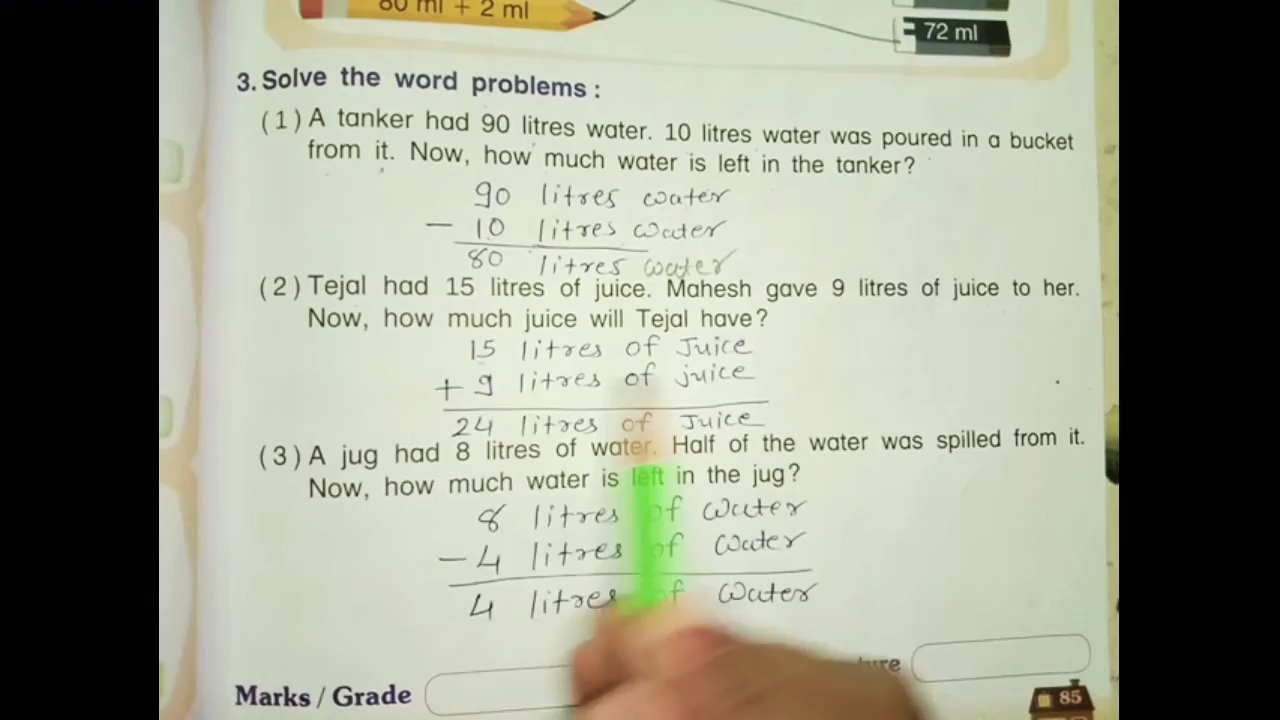 80 ml + 2 ml
72 ml
3. Solve the word problems :
(1) A tanker had 90 litres water. 10 litres water was poured in a bucket
from it. Now, how much water is left in the tanker?
90 litres water
- 10 litres water
80 litres water
(2) Tejal had 15 litres of juice. Mahesh gave 9 litres of juice to her.
Now, how much juice will Tejal have?
15 litres of Juice
+ 9 litres of juice
24 litres of Juice
(3) A jug had 8 litres of water. Half of the water was spilled from it.
Now, how much water is left in the jug?
8 litres of water
- 4 litres of water
4 litres of water
Marks / Grade
85